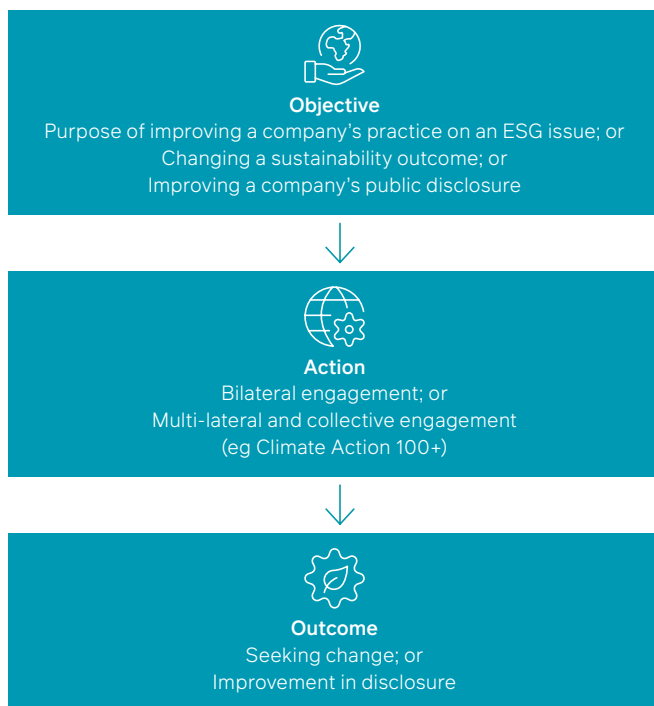 Objective
Purpose of improving a company’s practice on an ESG issue; or
Changing a sustainability outcome; or
Improving a company’s public disclosure
Action
Bilateral engagement; or
Multi-lateral and collective engagement
(eg Climate Action 100+)
Outcome
Seeking change; or
Improvement in disclosure